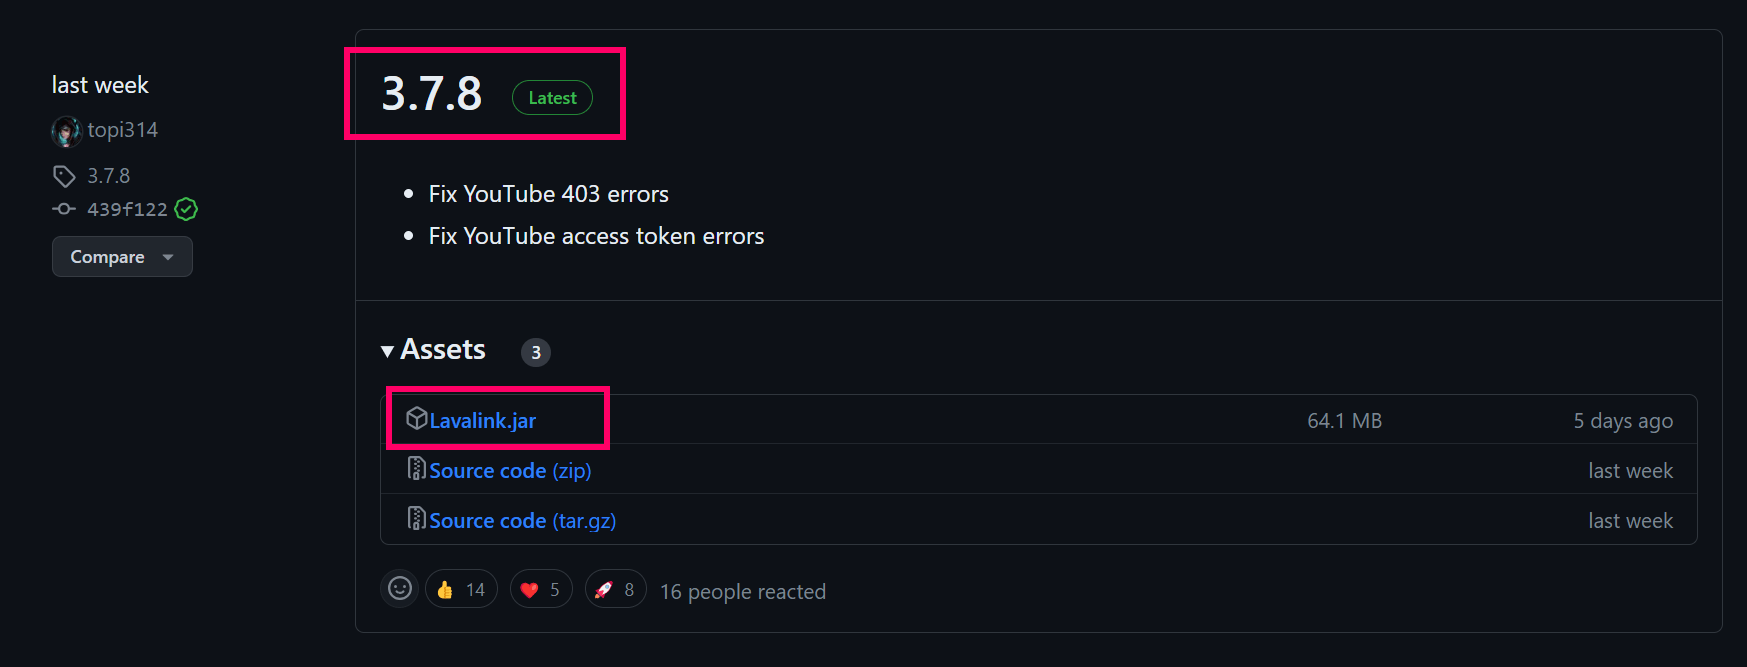 last week
topi314
3.7.8
439f122
Compare
3.7.8 Latest
Fix YouTube 403 errors
Fix YouTube access token errors
Assets 3
Lavalink.jar 64.1 MB 5 days ago
Source code (zip) last week
Source code (tar.gz) last week
👍 14 ❤️ 5 🚀 8 16 people reacted